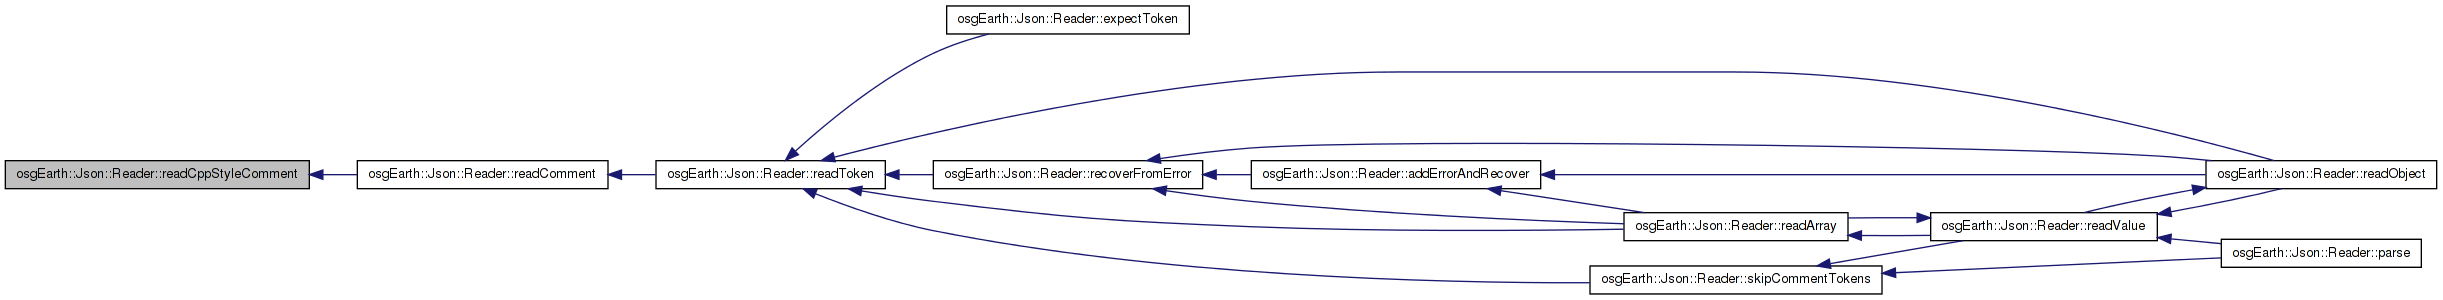 osgEarth::Json::Reader::expectToken
osgEarth::Json::Reader::readCppStyleComment
osgEarth::Json::Reader::readComment
osgEarth::Json::Reader::readToken
osgEarth::Json::Reader::recoverFromError
osgEarth::Json::Reader::addErrorAndRecover
osgEarth::Json::Reader::readObject
osgEarth::Json::Reader::readArray
osgEarth::Json::Reader::readValue
osgEarth::Json::Reader::parse
osgEarth::Json::Reader::skipCommentTokens